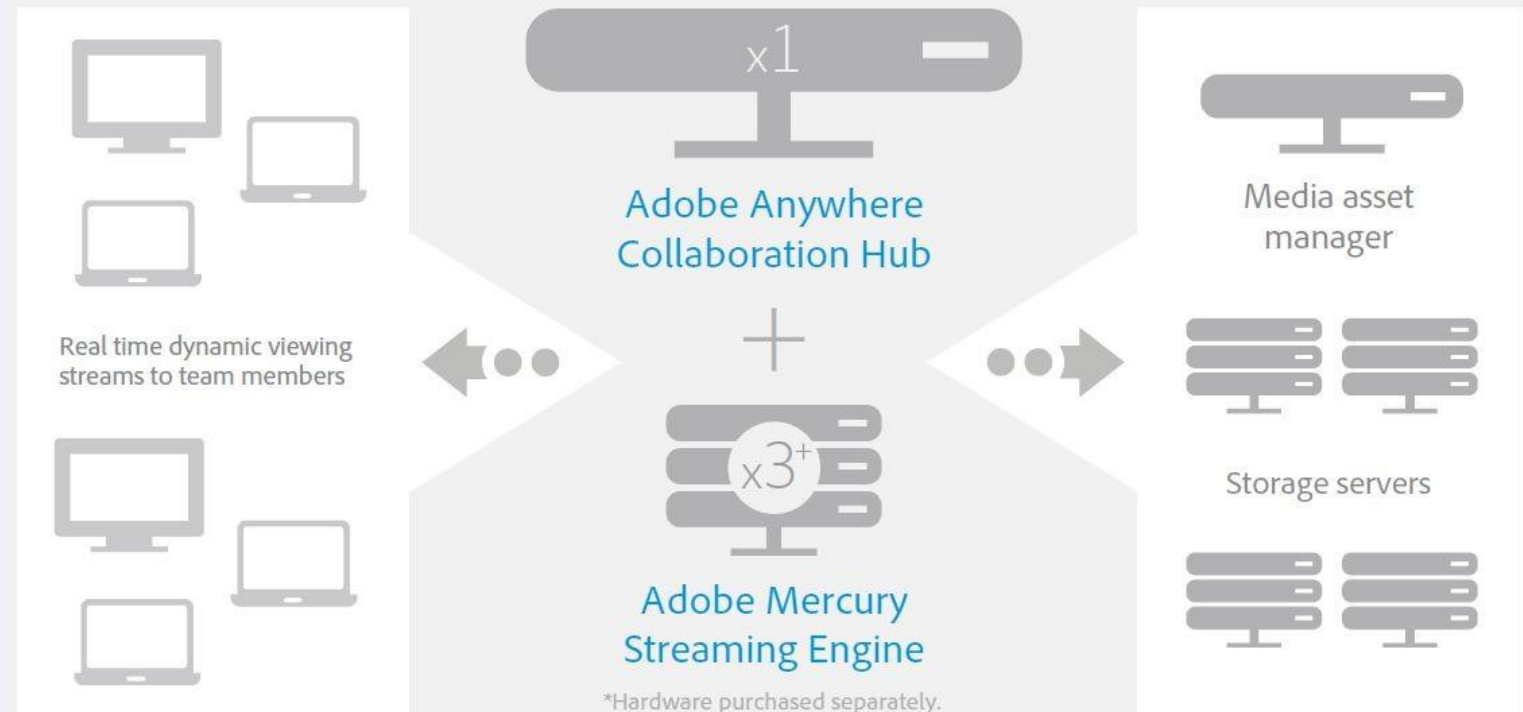 Real time dynamic viewing
streams to team members
x1
Adobe Anywhere
Collaboration Hub
+
x3+
Adobe Mercury
Streaming Engine
*Hardware purchased separately.
Media asset
manager
Storage servers